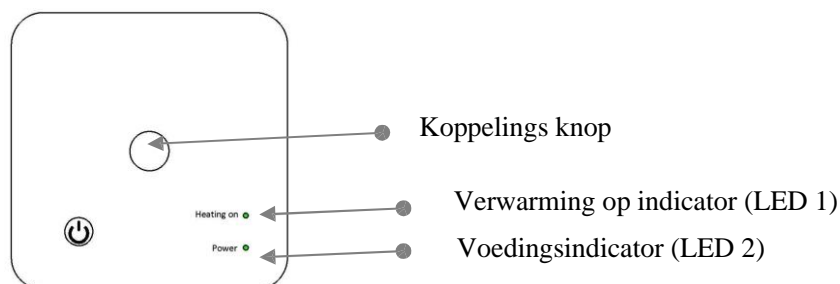 Koppelings knop
Heating on
Verwarming op indicator (LED 1)
Power
Voedingsindicator (LED 2)